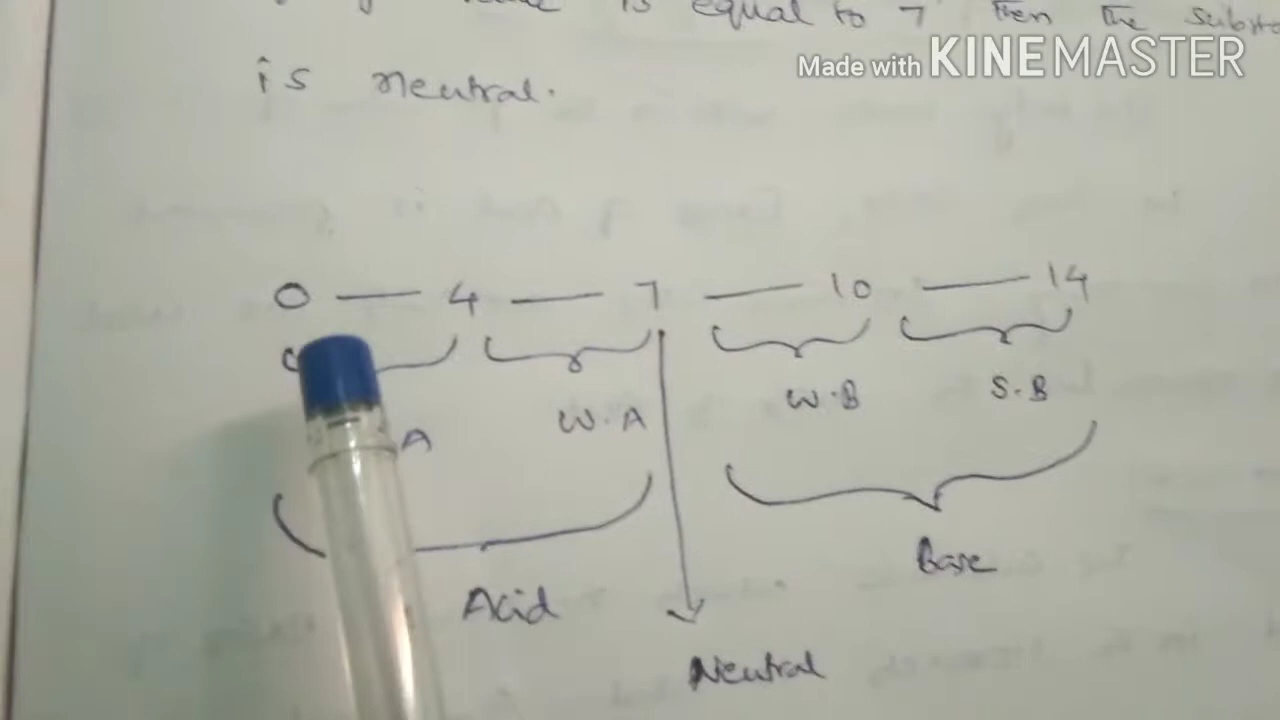 is equal to 7 then the
Made with KINEMASTER
is neutral.
0 — 4 — 7 — 10 — 14
A W.A W.B S.B
Acid Base
Neutral